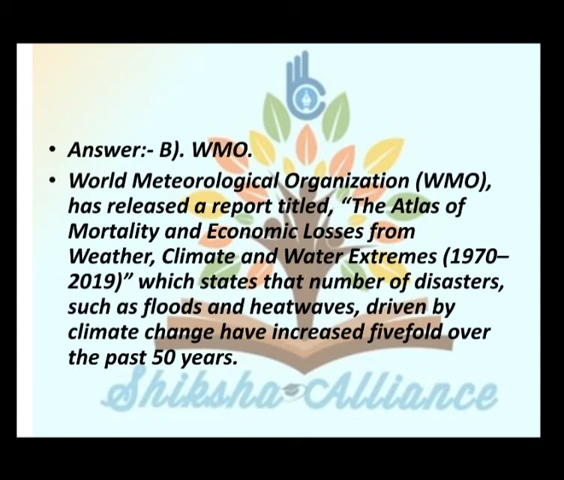 • Answer:- B). WMO.
• World Meteorological Organization (WMO),
has released a report titled, “The Atlas of
Mortality and Economic Losses from
Weather, Climate and Water Extremes (1970–
2019)” which states that number of disasters,
such as floods and heatwaves, driven by
climate change have increased fivefold over
the past 50 years.
Shiksha Alliance